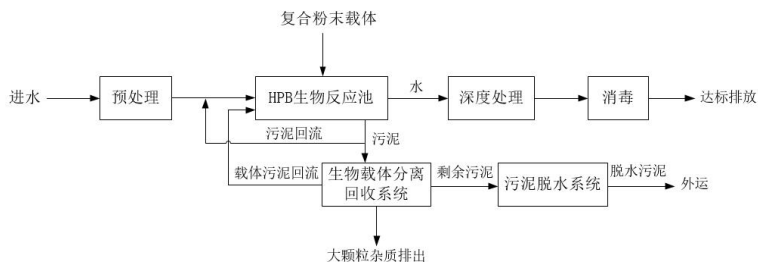 复合粉末载体
进水
预处理
HPB生物反应池
水
深度处理
消毒
达标排放
污泥回流
污泥
载体污泥回流
生物载体分离
回收系统
剩余污泥
污泥脱水系统
脱水污泥
外运
大颗粒杂质排出